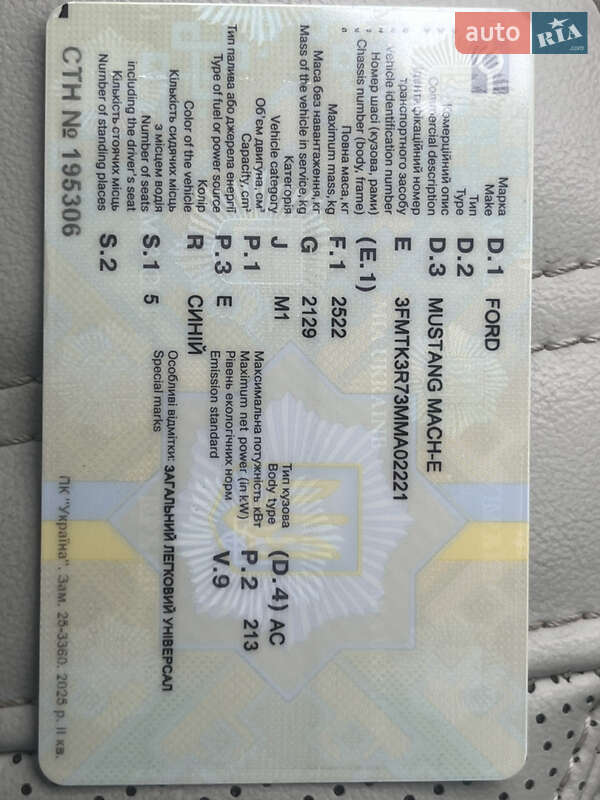 auto RIA .com
Марка
Make
D.1 FORD
Тип
Type
D.2
Комерційний опис
Commercial description
D.3 MUSTANG MACH-E
Ідентифікаційний номер
транспортного засобу
Vehicle identification number
E 3FMTK3R73MMA02221
Номер шасі (кузова, рами)
Chassis number (body, frame)
(E.1)
Повна маса, кг
Maximum mass, kg
F.1 2522
Маса без навантаження, кг
Mass of the vehicle in service, kg
G 2129
Категорія
Vehicle category
J M1
Об'єм двигуна, см³
Capacity, cm³
P.1
Тип палива або джерела енергії
Type of fuel or power source
P.3 E
Колір
Color of the vehicle
R СИНІЙ
Кількість сидячих місць
з місцем водія
Number of seats
including the driver's seat
S.1 5
Кількість стоячих місць
Number of standing places
S.2
Тип кузова
Body type
(D.4) AC
Максимальна потужність кВт
Maximum net power (in kW)
P.2 213
Рівень екологічних норм
Emission standard
V.9
Особливі відмітки: ЗАГАЛЬНИЙ ЛЕГКОВИЙ УНІВЕРСАЛ
Special marks
СТН № 195306
ПК "Україна". Зам. 25-3360. 2025 р. ІІ кв.